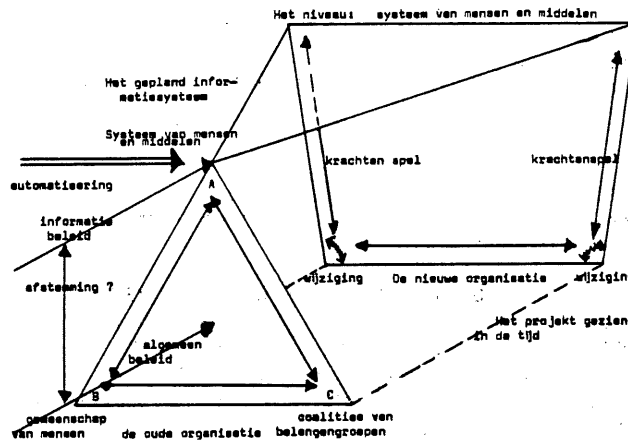 Het niveau: systeem van mensen en middelen
Het gepland infor-
matiesysteem
Systeem van mensen
en middelen
automatisering
A
krachten spel
krachtenspel
informatie
beleid
afstemming ?
wijziging
De nieuwe organisatie
wijziging
Het projekt gezien
in de tijd
algemeen
beleid
B
C
gemeenschap
van mensen
de oude organisatie
coalities van
belangengroepen